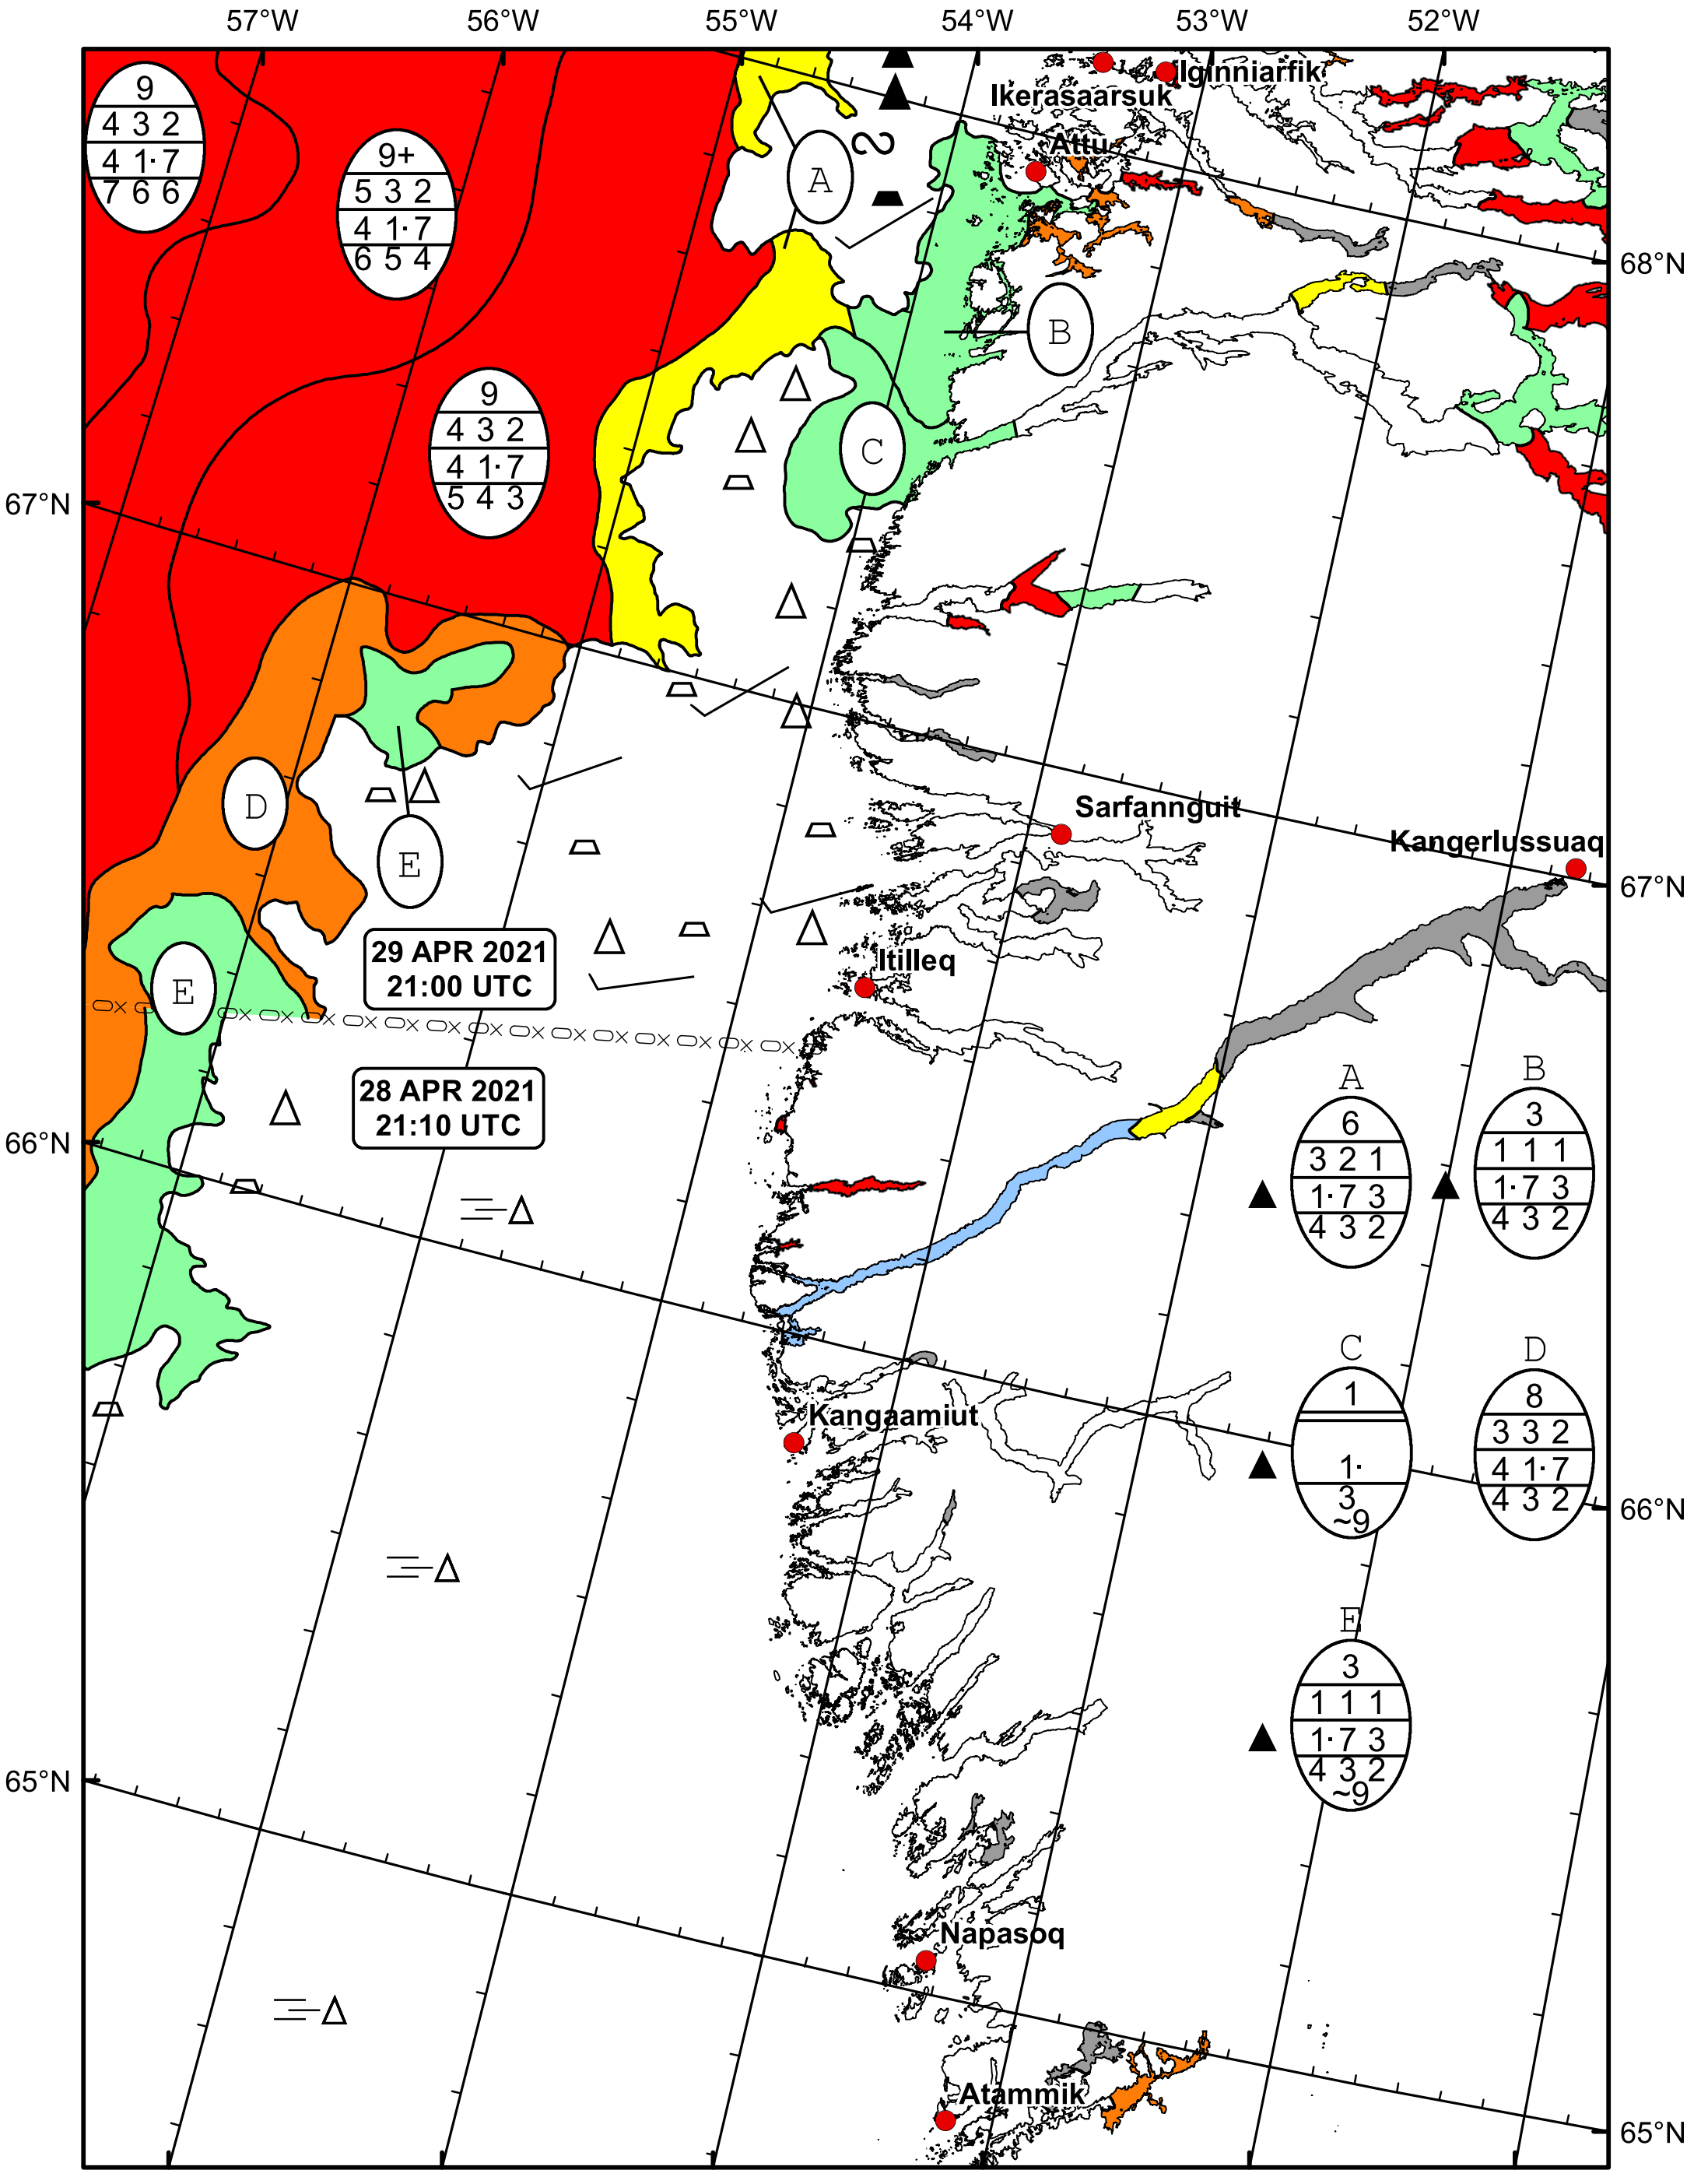 57°W 56°W 55°W 54°W 53°W 52°W
Iginniarfik
Ikerasaarsuk
9
4 3 2
4 1· 7
7 6 6
9+
5 3 2
4 1· 7
6 5 4
Attu
A
2
68°N
B
9
4 3 2
4 1· 7
5 4 3
C
67°N
D
Sarfannguit
Kangerlussuaq
E
67°N
29 APR 2021
21:00 UTC
Itilleq
E
28 APR 2021
21:10 UTC
66°N
A
6
3 2 1
1· 7 3
4 3 2
B
3
1 1 1
1· 7 3
4 3 2
C
1
1·
3
~9
D
8
3 3 2
4 1· 7
4 3 2
Kangaamiut
66°N
E
3
1 1 1
1· 7 3
4 3 2
~9
65°N
Napasoq
Atammik
65°N